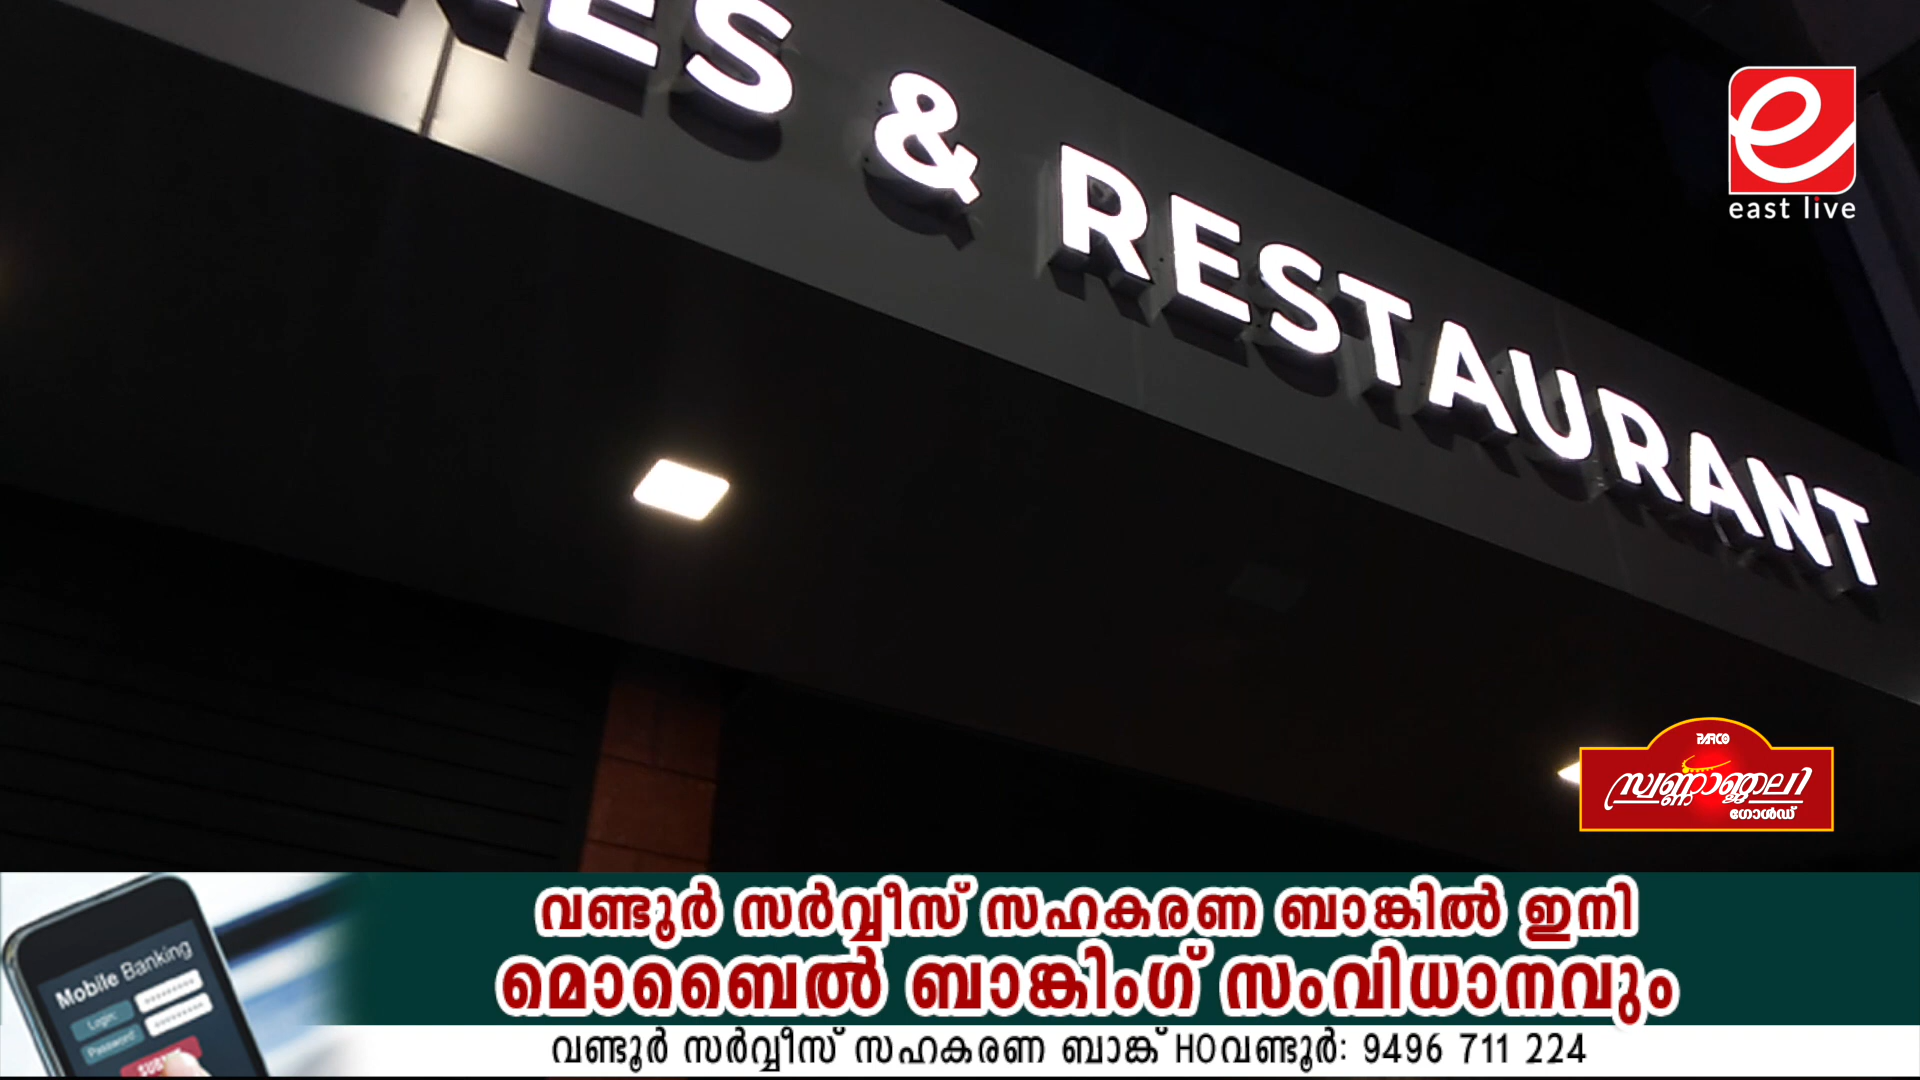 & RESTAURANT
east live
സ്വർണ്ണാഞ്ജലി
ഗോൾഡ്
വണ്ടൂർ സർവ്വീസ് സഹകരണ ബാങ്കിൽ ഇനി
മൊബൈൽ ബാങ്കിംഗ് സംവിധാനവും
Mobile Banking
Login:
Password
വണ്ടൂർ സർവ്വീസ് സഹകരണ ബാങ്ക് HOവണ്ടൂർ: 9496 711 224